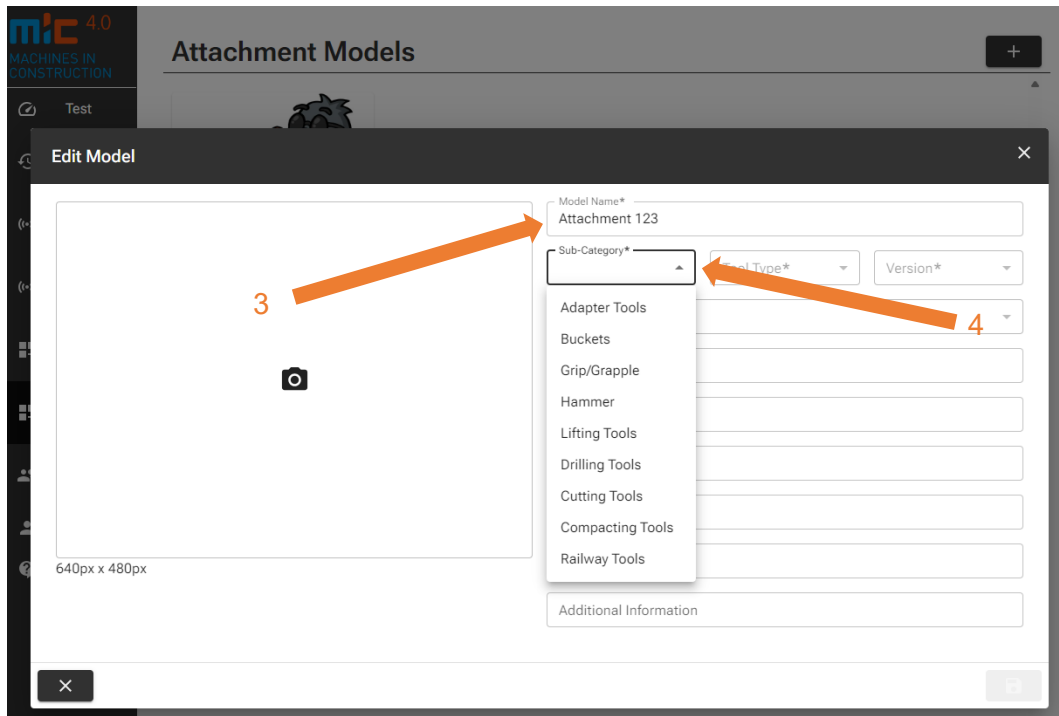 mic 4.0
MACHINES IN
CONSTRUCTION
Attachment Models
+
Test
Edit Model
Model Name*
Attachment 123
Sub-Category*
Tool Type*
Version*
3
4
Adapter Tools
Buckets
Grip/Grapple
Hammer
Lifting Tools
Drilling Tools
Cutting Tools
Compacting Tools
Railway Tools
640px x 480px
Additional Information